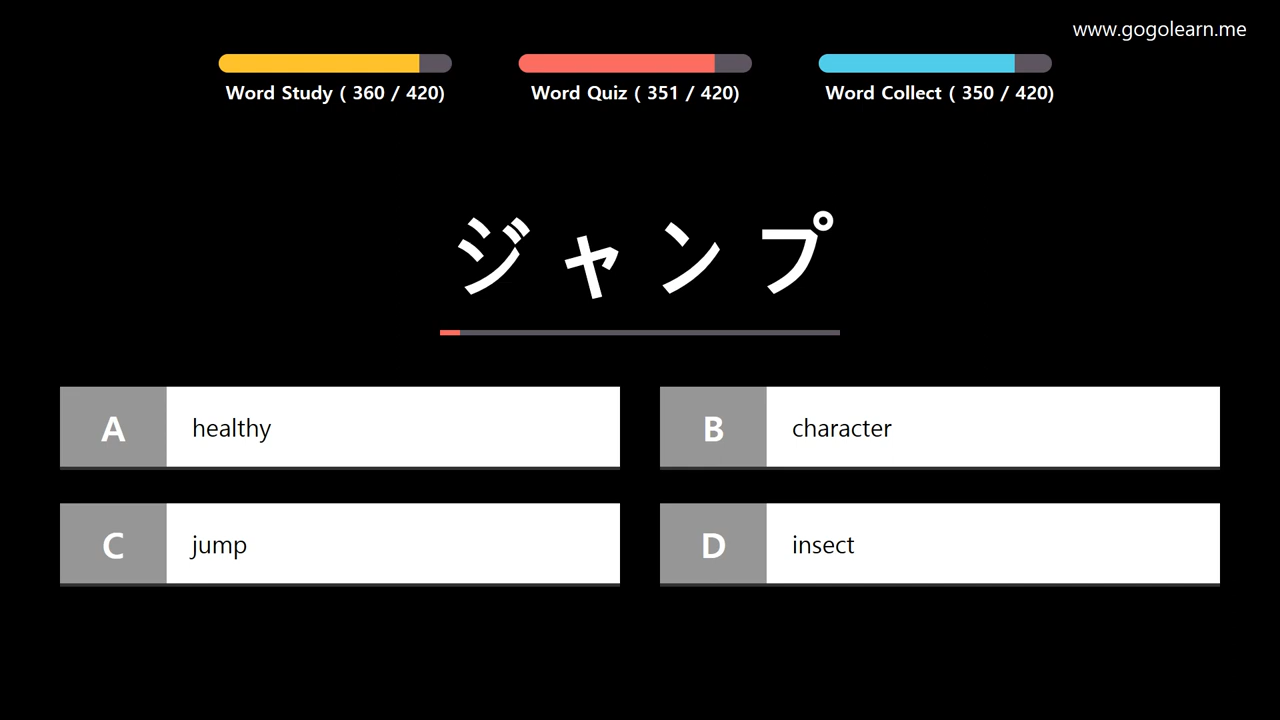 www.gogolearn.me
Word Study ( 360 / 420)
Word Quiz ( 351 / 420)
Word Collect ( 350 / 420)
ジャンプ
A healthy
B character
C jump
D insect